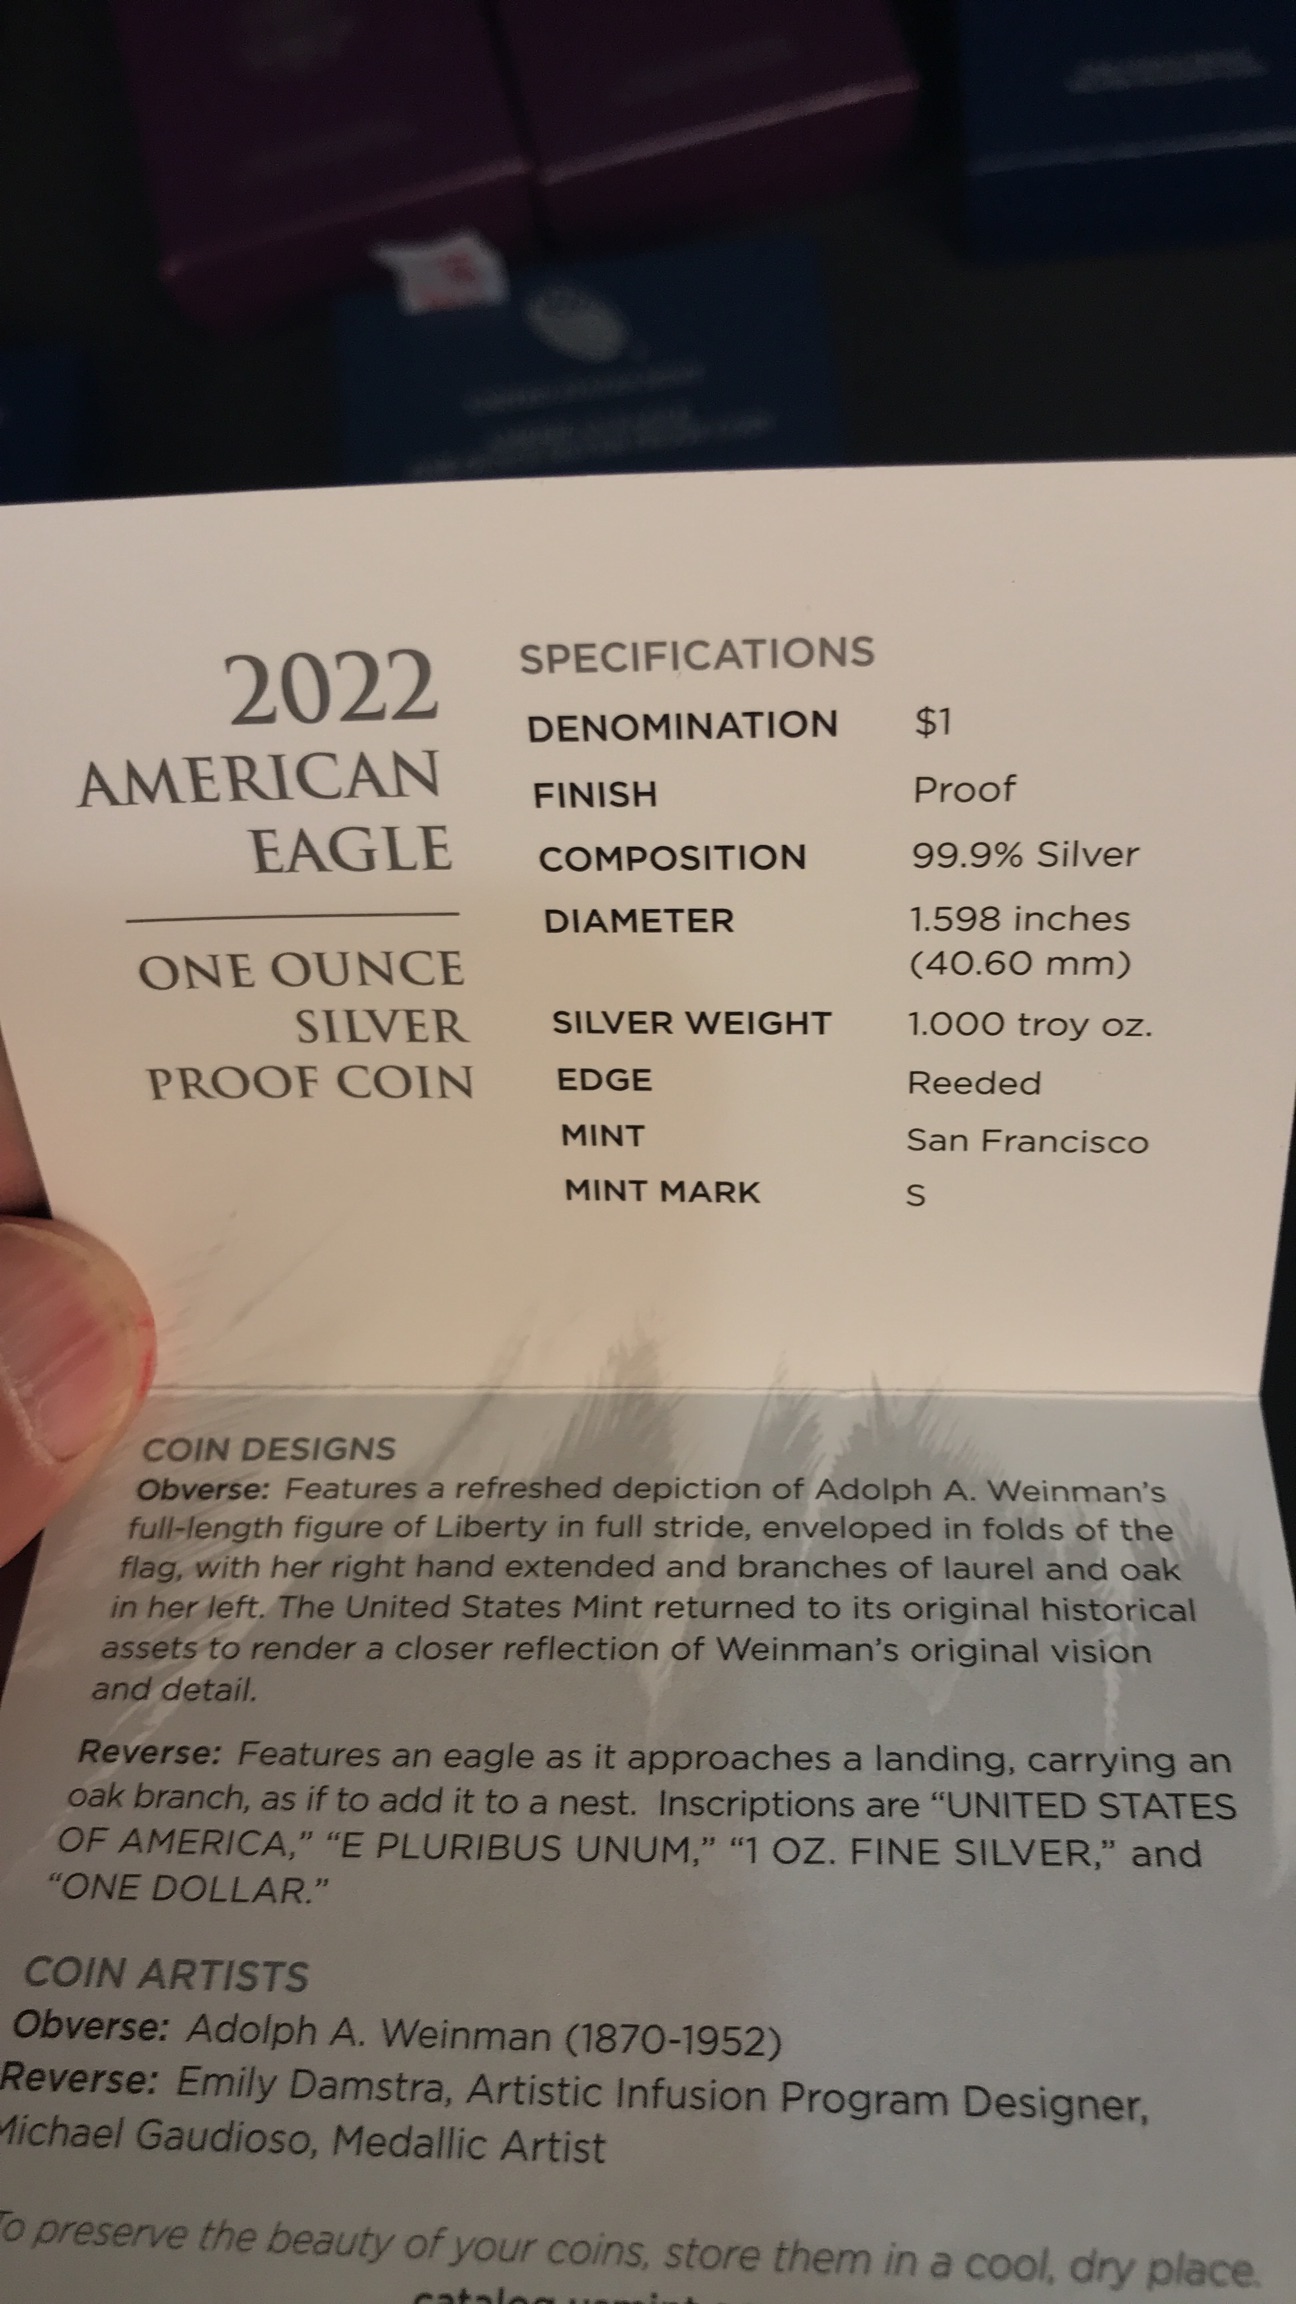 2022
AMERICAN
EAGLE
ONE OUNCE
SILVER
PROOF COIN
SPECIFICATIONS
DENOMINATION $1
FINISH Proof
COMPOSITION 99.9% Silver
DIAMETER 1.598 inches
(40.60 mm)
SILVER WEIGHT 1.000 troy oz.
EDGE Reeded
MINT San Francisco
MINT MARK S
COIN DESIGNS
Obverse: Features a refreshed depiction of Adolph A. Weinman’s
full-length figure of Liberty in full stride, enveloped in folds of the
flag, with her right hand extended and branches of laurel and oak
in her left. The United States Mint returned to its original historical
assets to render a closer reflection of Weinman’s original vision
and detail.
Reverse: Features an eagle as it approaches a landing, carrying an
oak branch, as if to add it to a nest. Inscriptions are “UNITED STATES
OF AMERICA,” “E PLURIBUS UNUM,” “1 OZ. FINE SILVER,” and
“ONE DOLLAR.”
COIN ARTISTS
Obverse: Adolph A. Weinman (1870-1952)
Reverse: Emily Damstra, Artistic Infusion Program Designer,
Michael Gaudioso, Medallic Artist
To preserve the beauty of your coins, store them in a cool, dry place.